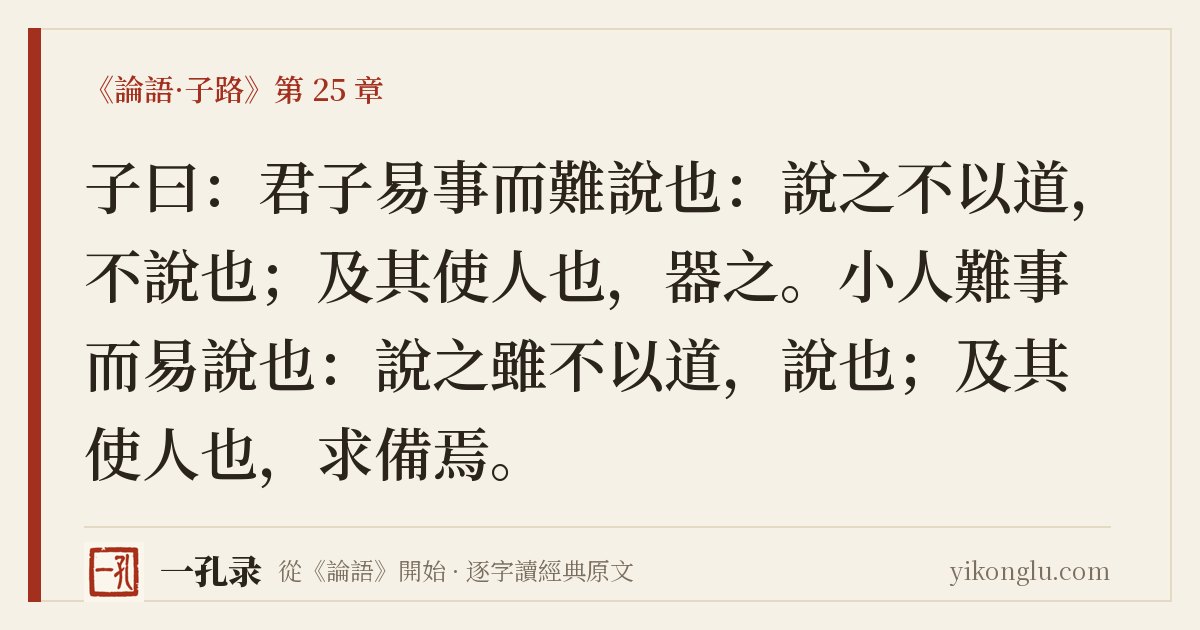 《論語·子路》第 25 章
子曰：君子易事而難說也：說之不以道，
不說也；及其使人也，器之。小人難事
而易說也：說之雖不以道，說也；及其
使人也，求備焉。
一孔
一孔录 從《論語》開始 · 逐字讀經典原文 yikonglu.com